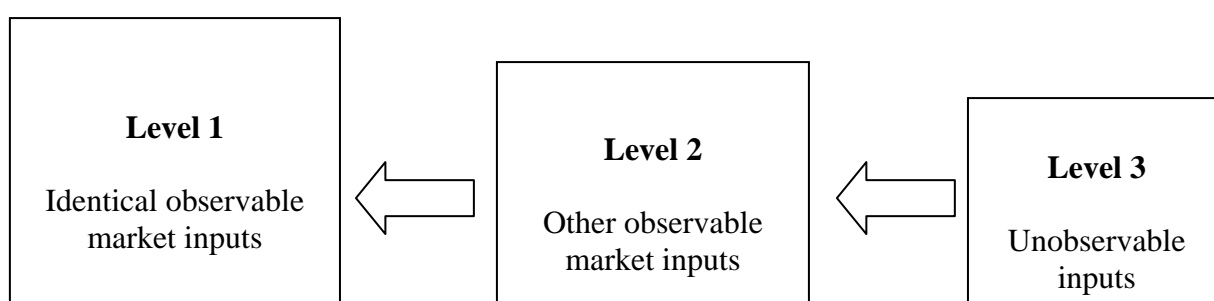 Level 1
Identical observable
market inputs
Level 2
Other observable
market inputs
Level 3
Unobservable
inputs